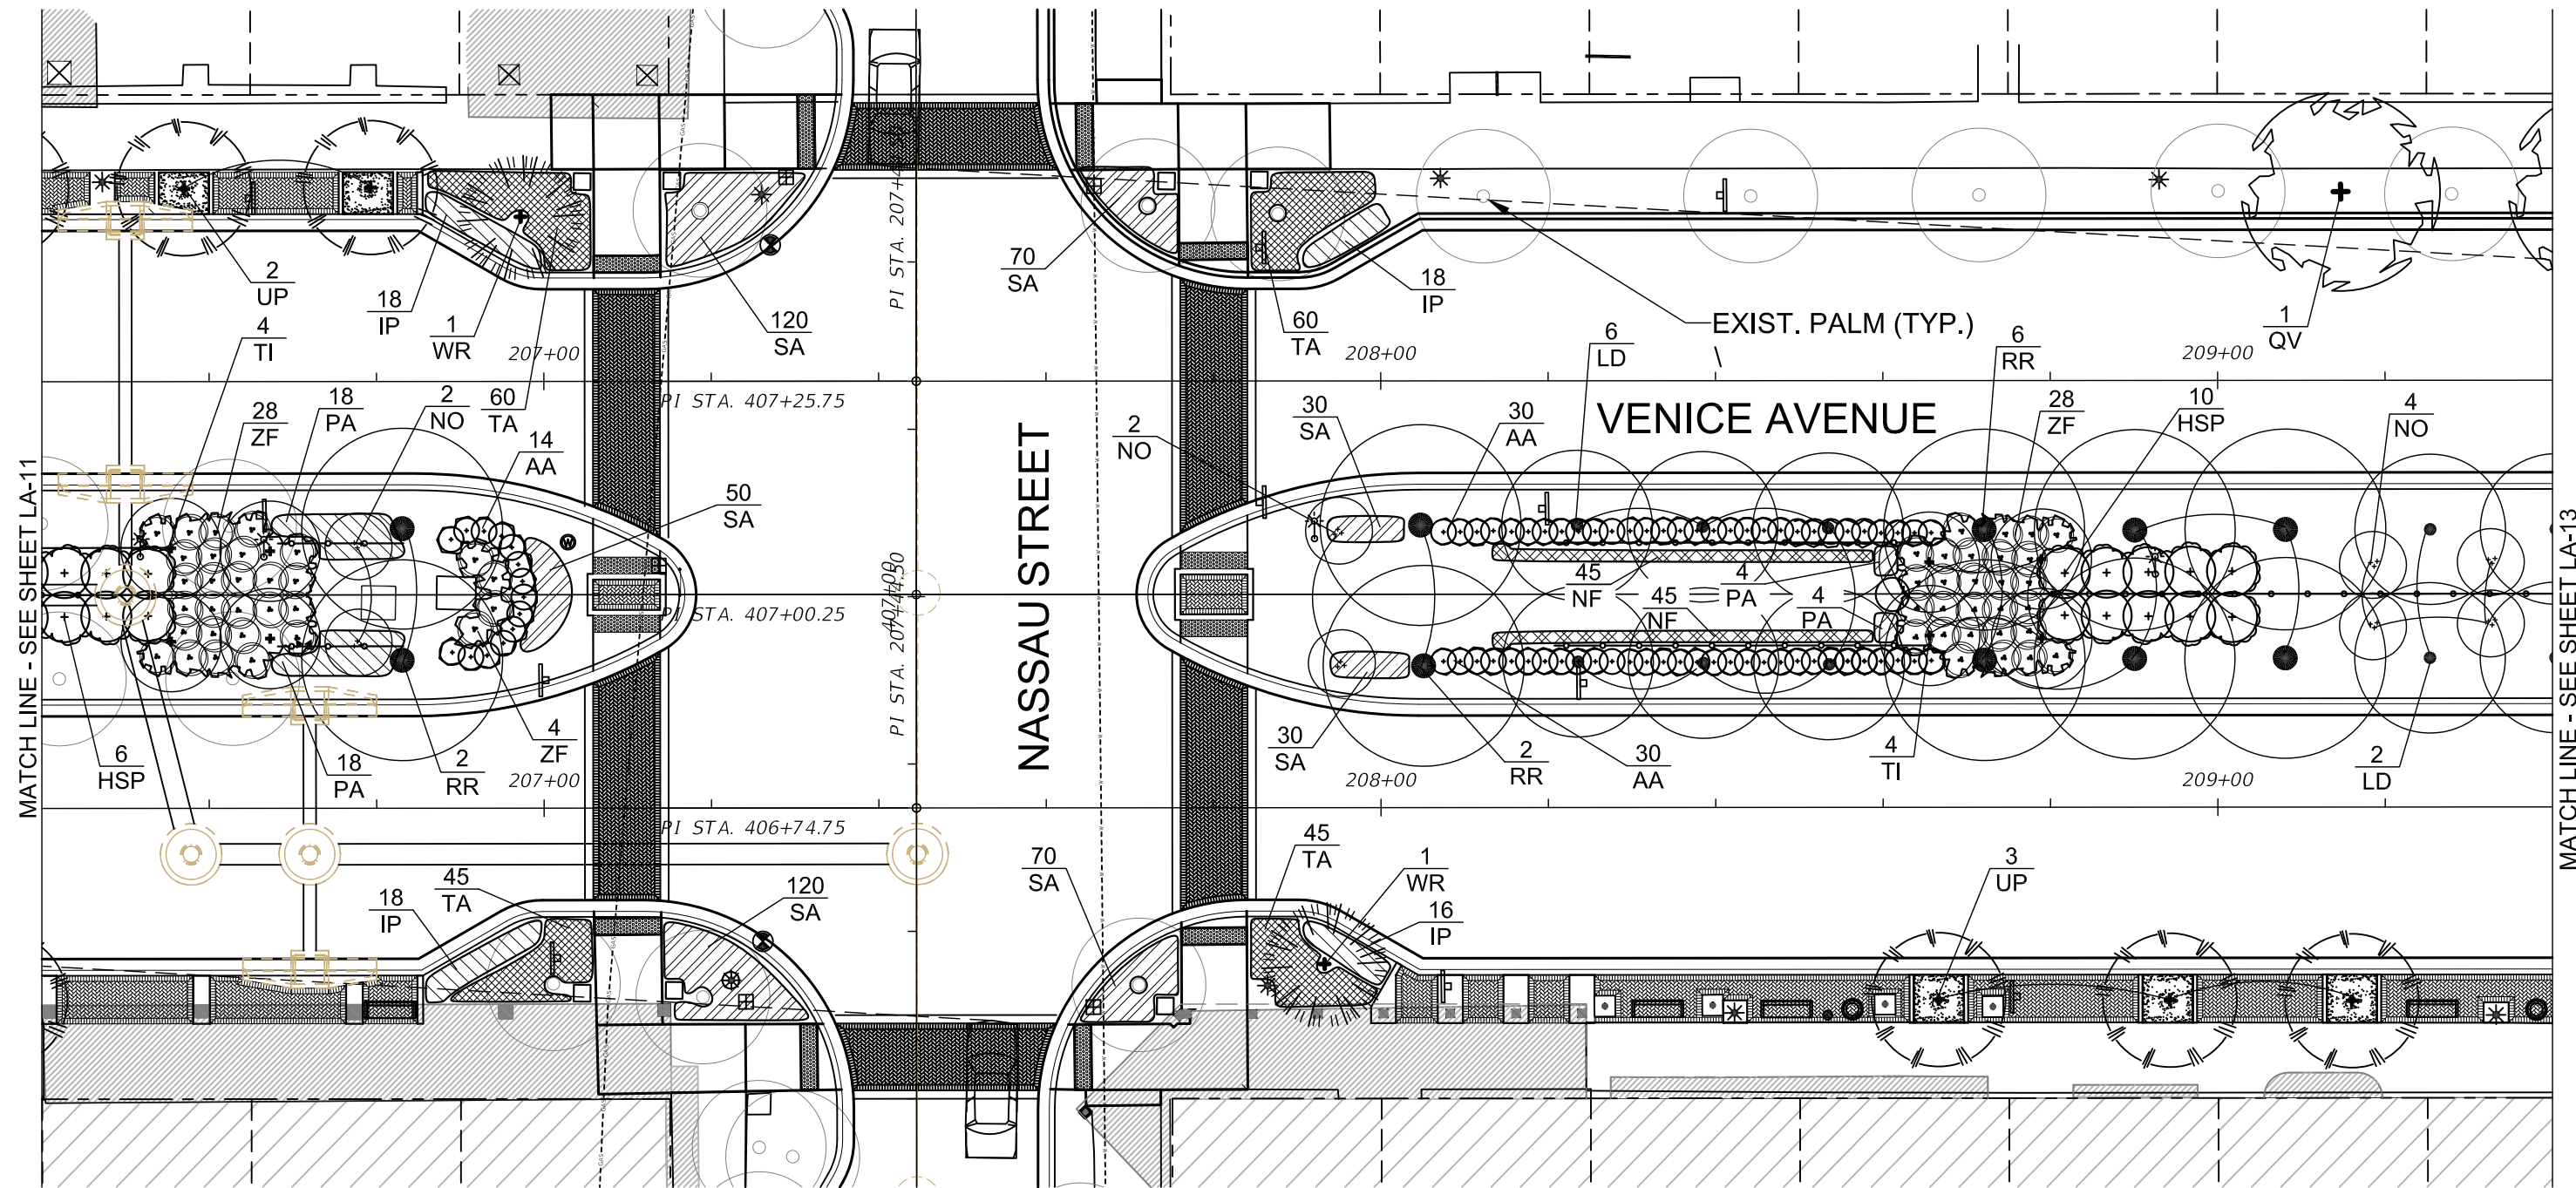 2
UP
18
IP
1
WR
120
SA
70
SA
60
TA
18
IP
EXIST. PALM (TYP.)
\
1
QV
4
TI
207+00
208+00
6
LD
6
RR
209+00
PI STA. 407+25.75
28
ZF
18
PA
2
NO
60
TA
14
AA
50
SA
2
NO
30
SA
30
AA
VENICE AVENUE
28
ZF
10
HSP
4
NO
MATCH LINE - SEE SHEET LA-11
NASSAU STREET
MATCH LINE - SEE SHEET LA-13
45
NF
4
PA
45
NF
4
PA
PI STA. 407+00.25
407+00
PI STA. 207+44.50
6
HSP
18
PA
2
RR
4
ZF
207+00
30
SA
208+00
2
RR
30
AA
4
TI
209+00
2
LD
PI STA. 406+74.75
18
IP
45
TA
120
SA
70
SA
45
TA
1
WR
16
IP
3
UP
W
GAS
GAS